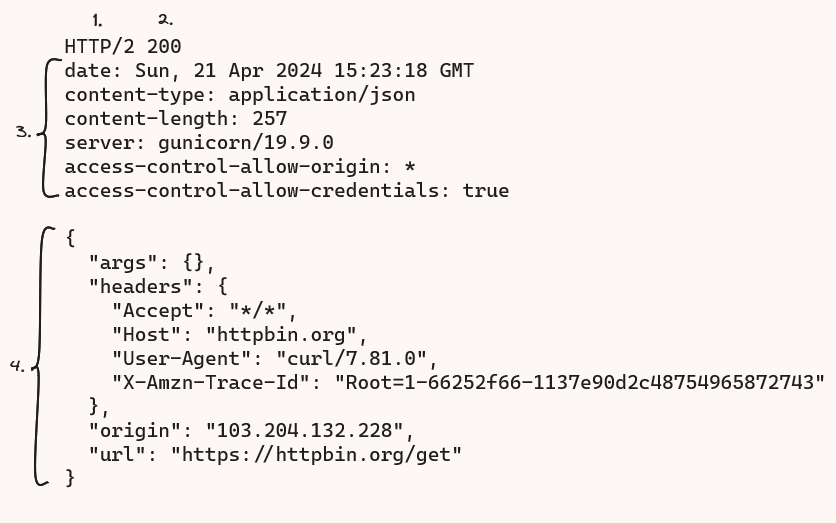 1. 2.
HTTP/2 200
date: Sun, 21 Apr 2024 15:23:18 GMT
content-type: application/json
content-length: 257
server: gunicorn/19.9.0
access-control-allow-origin: *
3.
access-control-allow-credentials: true
{
  "args": {},
  "headers": {
    "Accept": "*/*",
    "Host": "httpbin.org",
    "User-Agent": "curl/7.81.0",
4.
    "X-Amzn-Trace-Id": "Root=1-66252f66-1137e90d2c48754965872743"
  },
  "origin": "103.204.132.228",
  "url": "https://httpbin.org/get"
}